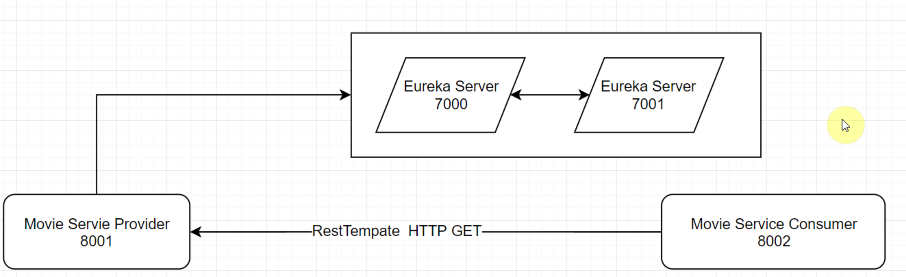 Eureka Server
7000
Eureka Server
7001
Movie Servie Provider
8001
RestTempate HTTP GET
Movie Service Consumer
8002